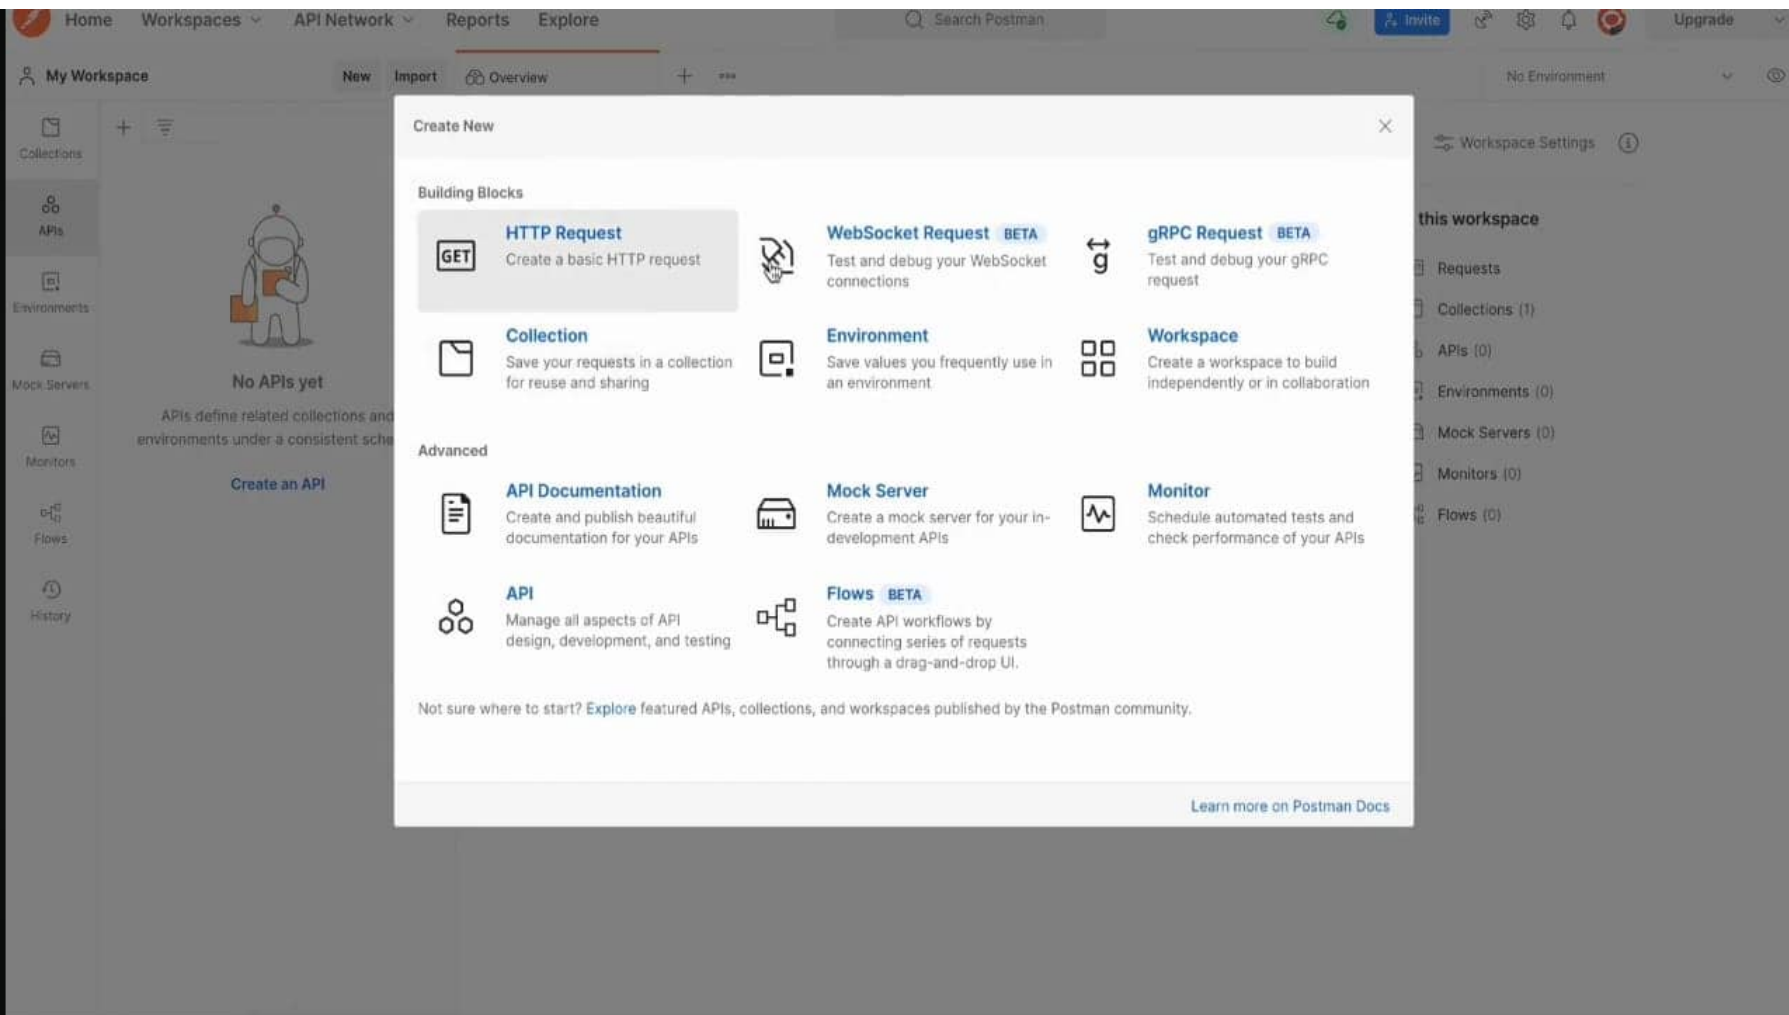 Home Workspaces API Network Reports Explore Search Postman Invite Upgrade
My Workspace New Import Overview No Environment
Collections
APIs
Environments
Mock Servers
Monitors
Flows
History
No APIs yet
APIs define related collections and
environments under a consistent sche
Create an API
Create New
Building Blocks
GET
HTTP Request
Create a basic HTTP request
WebSocket Request BETA
Test and debug your WebSocket
connections
g
gRPC Request BETA
Test and debug your gRPC
request
Collection
Save your requests in a collection
for reuse and sharing
Environment
Save values you frequently use in
an environment
Workspace
Create a workspace to build
independently or in collaboration
Advanced
API Documentation
Create and publish beautiful
documentation for your APIs
Mock Server
Create a mock server for your in-
development APIs
Monitor
Schedule automated tests and
check performance of your APIs
API
Manage all aspects of API
design, development, and testing
Flows BETA
Create API workflows by
connecting series of requests
through a drag-and-drop UI.
Not sure where to start? Explore featured APIs, collections, and workspaces published by the Postman community.
Learn more on Postman Docs
Workspace Settings
this workspace
Requests
Collections (1)
APIs (0)
Environments (0)
Mock Servers (0)
Monitors (0)
Flows (0)